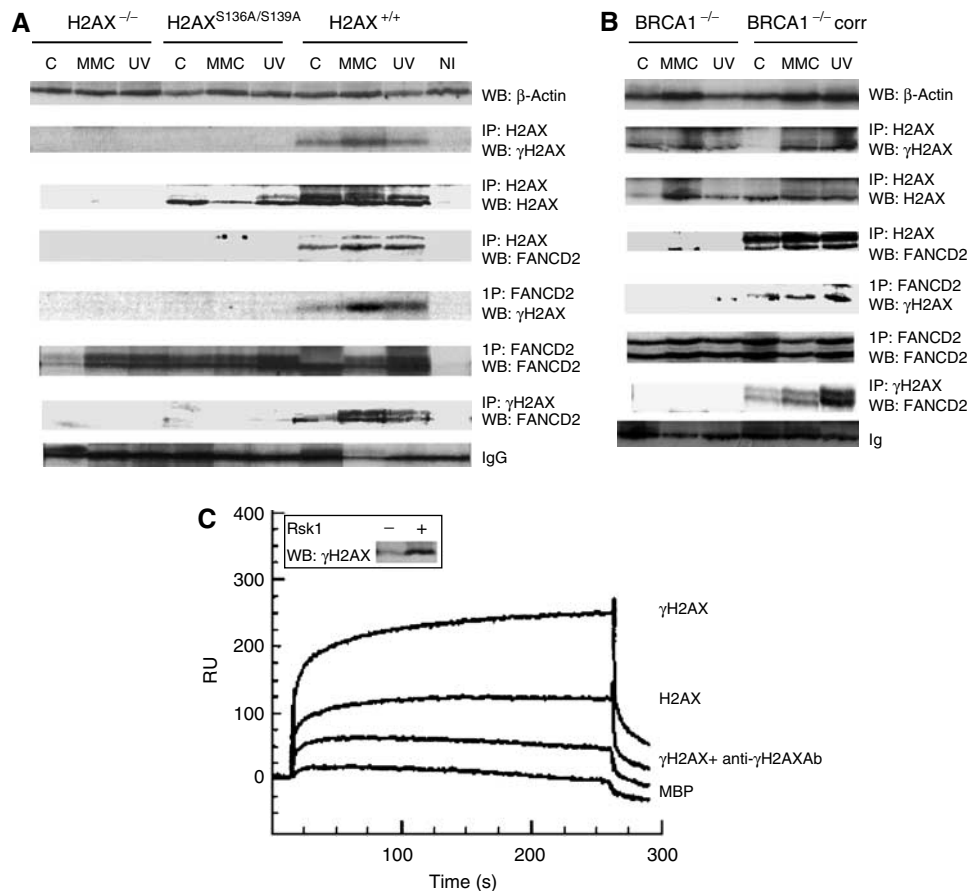 A
H2AX −/− H2AX S136A/S139A H2AX +/+
C MMC UV C MMC UV C MMC UV NI
WB: β-Actin
IP: H2AX
WB: γH2AX
IP: H2AX
WB: H2AX
IP: H2AX
WB: FANCD2
1P: FANCD2
WB: γH2AX
1P: FANCD2
WB: FANCD2
IP: γH2AX
WB: FANCD2
IgG
B
BRCA1 −/− BRCA1 −/− corr
C MMC UV C MMC UV
WB: β-Actin
IP: H2AX
WB: γH2AX
IP: H2AX
WB: H2AX
IP: H2AX
WB: FANCD2
1P: FANCD2
WB: γH2AX
1P: FANCD2
WB: FANCD2
IP: γH2AX
WB: FANCD2
Ig
C
Rsk1 − +
WB: γH2AX
RU
400
300
200
100
0
γH2AX
H2AX
γH2AX+ anti-γH2AXAb
MBP
100 200 300
Time (s)